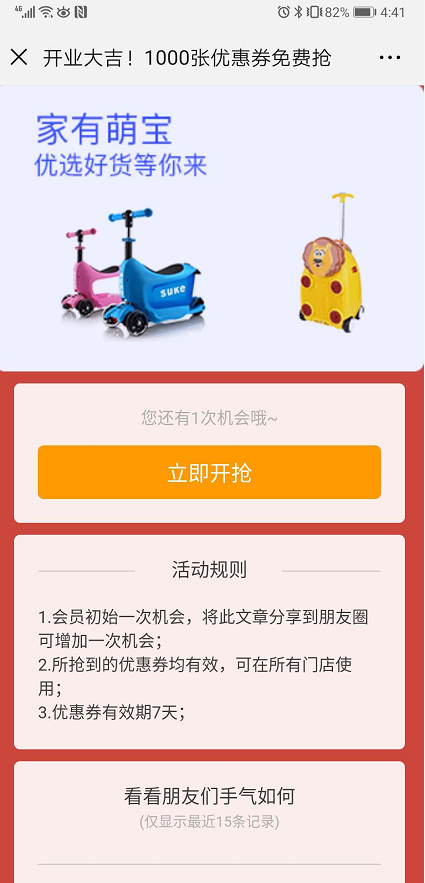 4G 82% 4:41
开业大吉！1000张优惠券免费抢
家有萌宝
优选好货等你来
suke
您还有1次机会哦~
立即开抢
活动规则
1.会员初始一次机会，将此文章分享到朋友圈
可增加一次机会；
2.所抢到的优惠券均有效，可在所有门店使
用；
3.优惠券有效期7天；
看看朋友们手气如何
(仅显示最近15条记录)